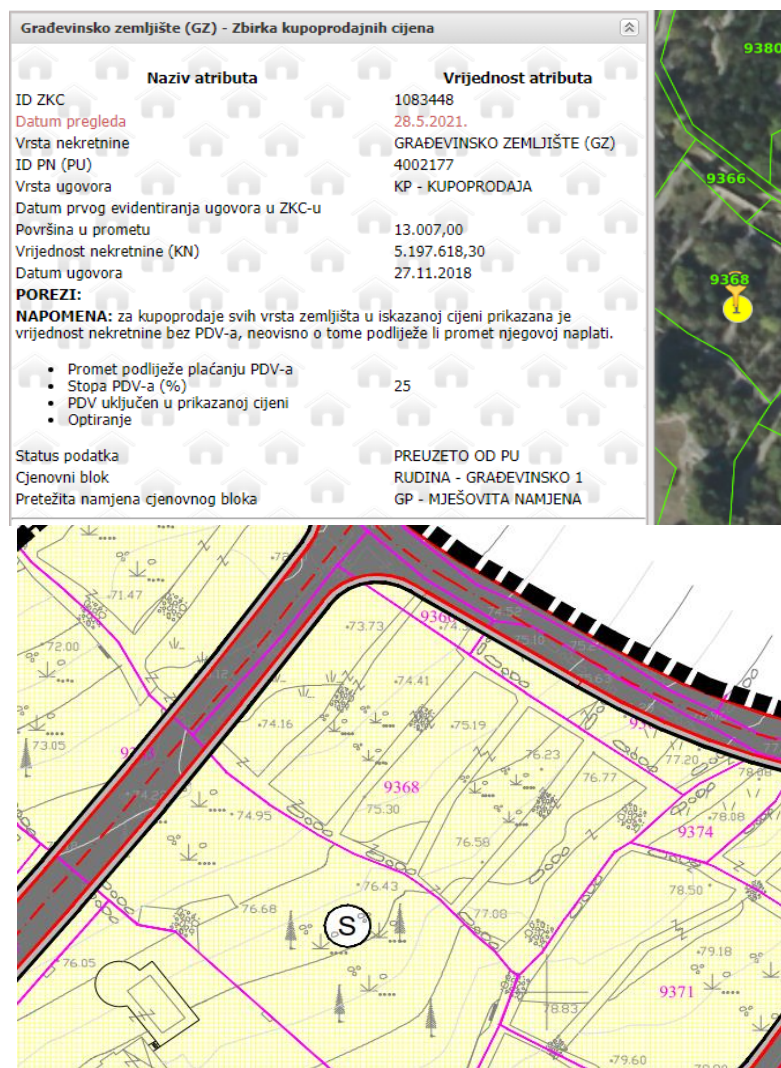 Građevinsko zemljište (GZ) - Zbirka kupoprodajnih cijena
Naziv atributa Vrijednost atributa
ID ZKC 1083448
Datum pregleda 28.5.2021.
Vrsta nekretnine GRAĐEVINSKO ZEMLJIŠTE (GZ)
ID PN (PU) 4002177
Vrsta ugovora KP - KUPOPRODAJA
Datum prvog evidentiranja ugovora u ZKC-u
Površina u prometu 13.007,00
Vrijednost nekretnine (KN) 5.197.618,30
Datum ugovora 27.11.2018
POREZI:
NAPOMENA: za kupoprodaje svih vrsta zemljišta u iskazanoj cijeni prikazana je
vrijednost nekretnine bez PDV-a, neovisno o tome podliježe li promet njegovoj naplati.
• Promet podliježe plaćanju PDV-a
• Stopa PDV-a (%) 25
• PDV uključen u prikazanoj cijeni
• Optiranje
Status podatka PREUZETO OD PU
Cjenovni blok RUDINA - GRAĐEVINSKO 1
Pretežita namjena cjenovnog bloka GP - MJEŠOVITA NAMJENA
9380
9366
9368
1
71.47
73.73
74.52
75.10
72.00
75.63
74.41
74.16
75.19
73.05
76.23
77.20
76.77
9368
75.30
74.95
78.08
9374
76.58
76.43
78.50
76.68
77.08
S
79.18
76.05
9371
78.83
79.60